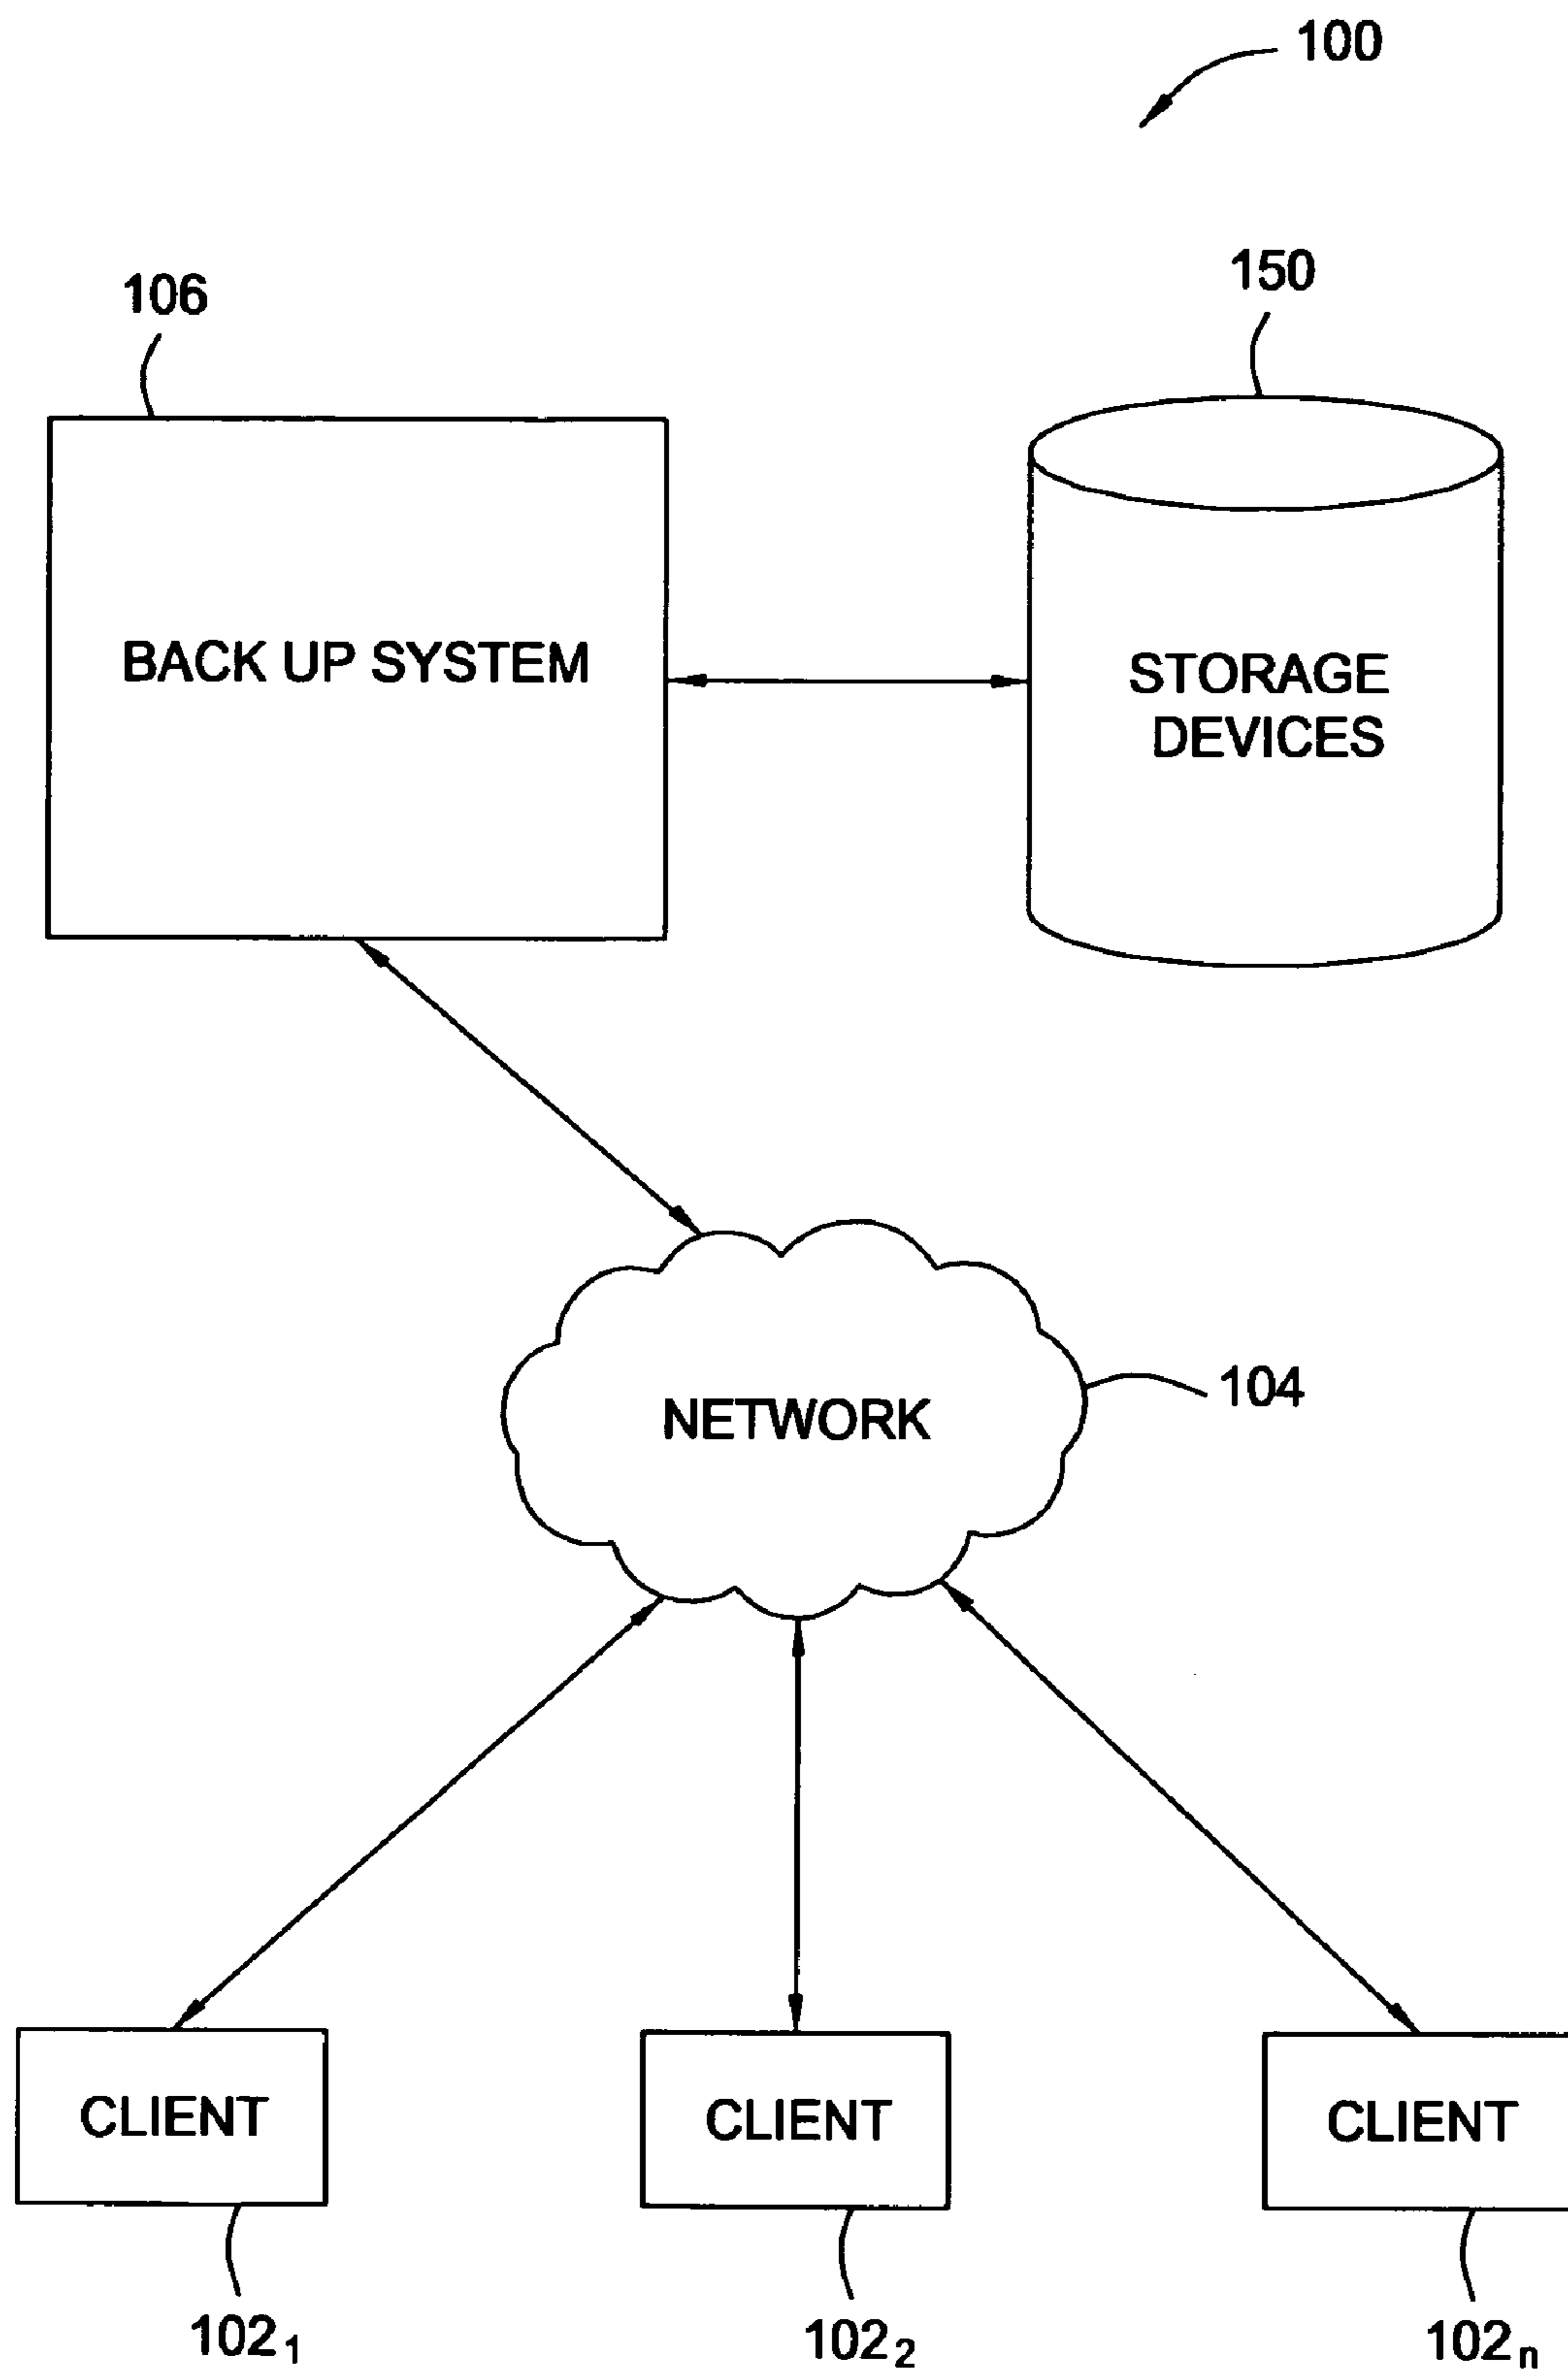 100
106
150
BACK UP SYSTEM
STORAGE
DEVICES
NETWORK
104
CLIENT
CLIENT
CLIENT
102₁
102₂
102ₙ